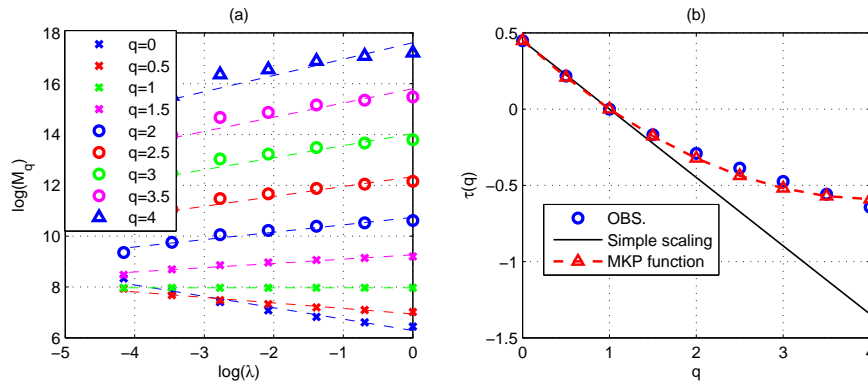 (a)
18
16
14
12
10
8
6
log(M_q)
q=0
q=0.5
q=1
q=1.5
q=2
q=2.5
q=3
q=3.5
q=4
−5
−4
−3
−2
−1
0
log(λ)
(b)
0.5
0
−0.5
−1
−1.5
τ(q)
OBS.
Simple scaling
MKP function
0
1
2
3
4
q